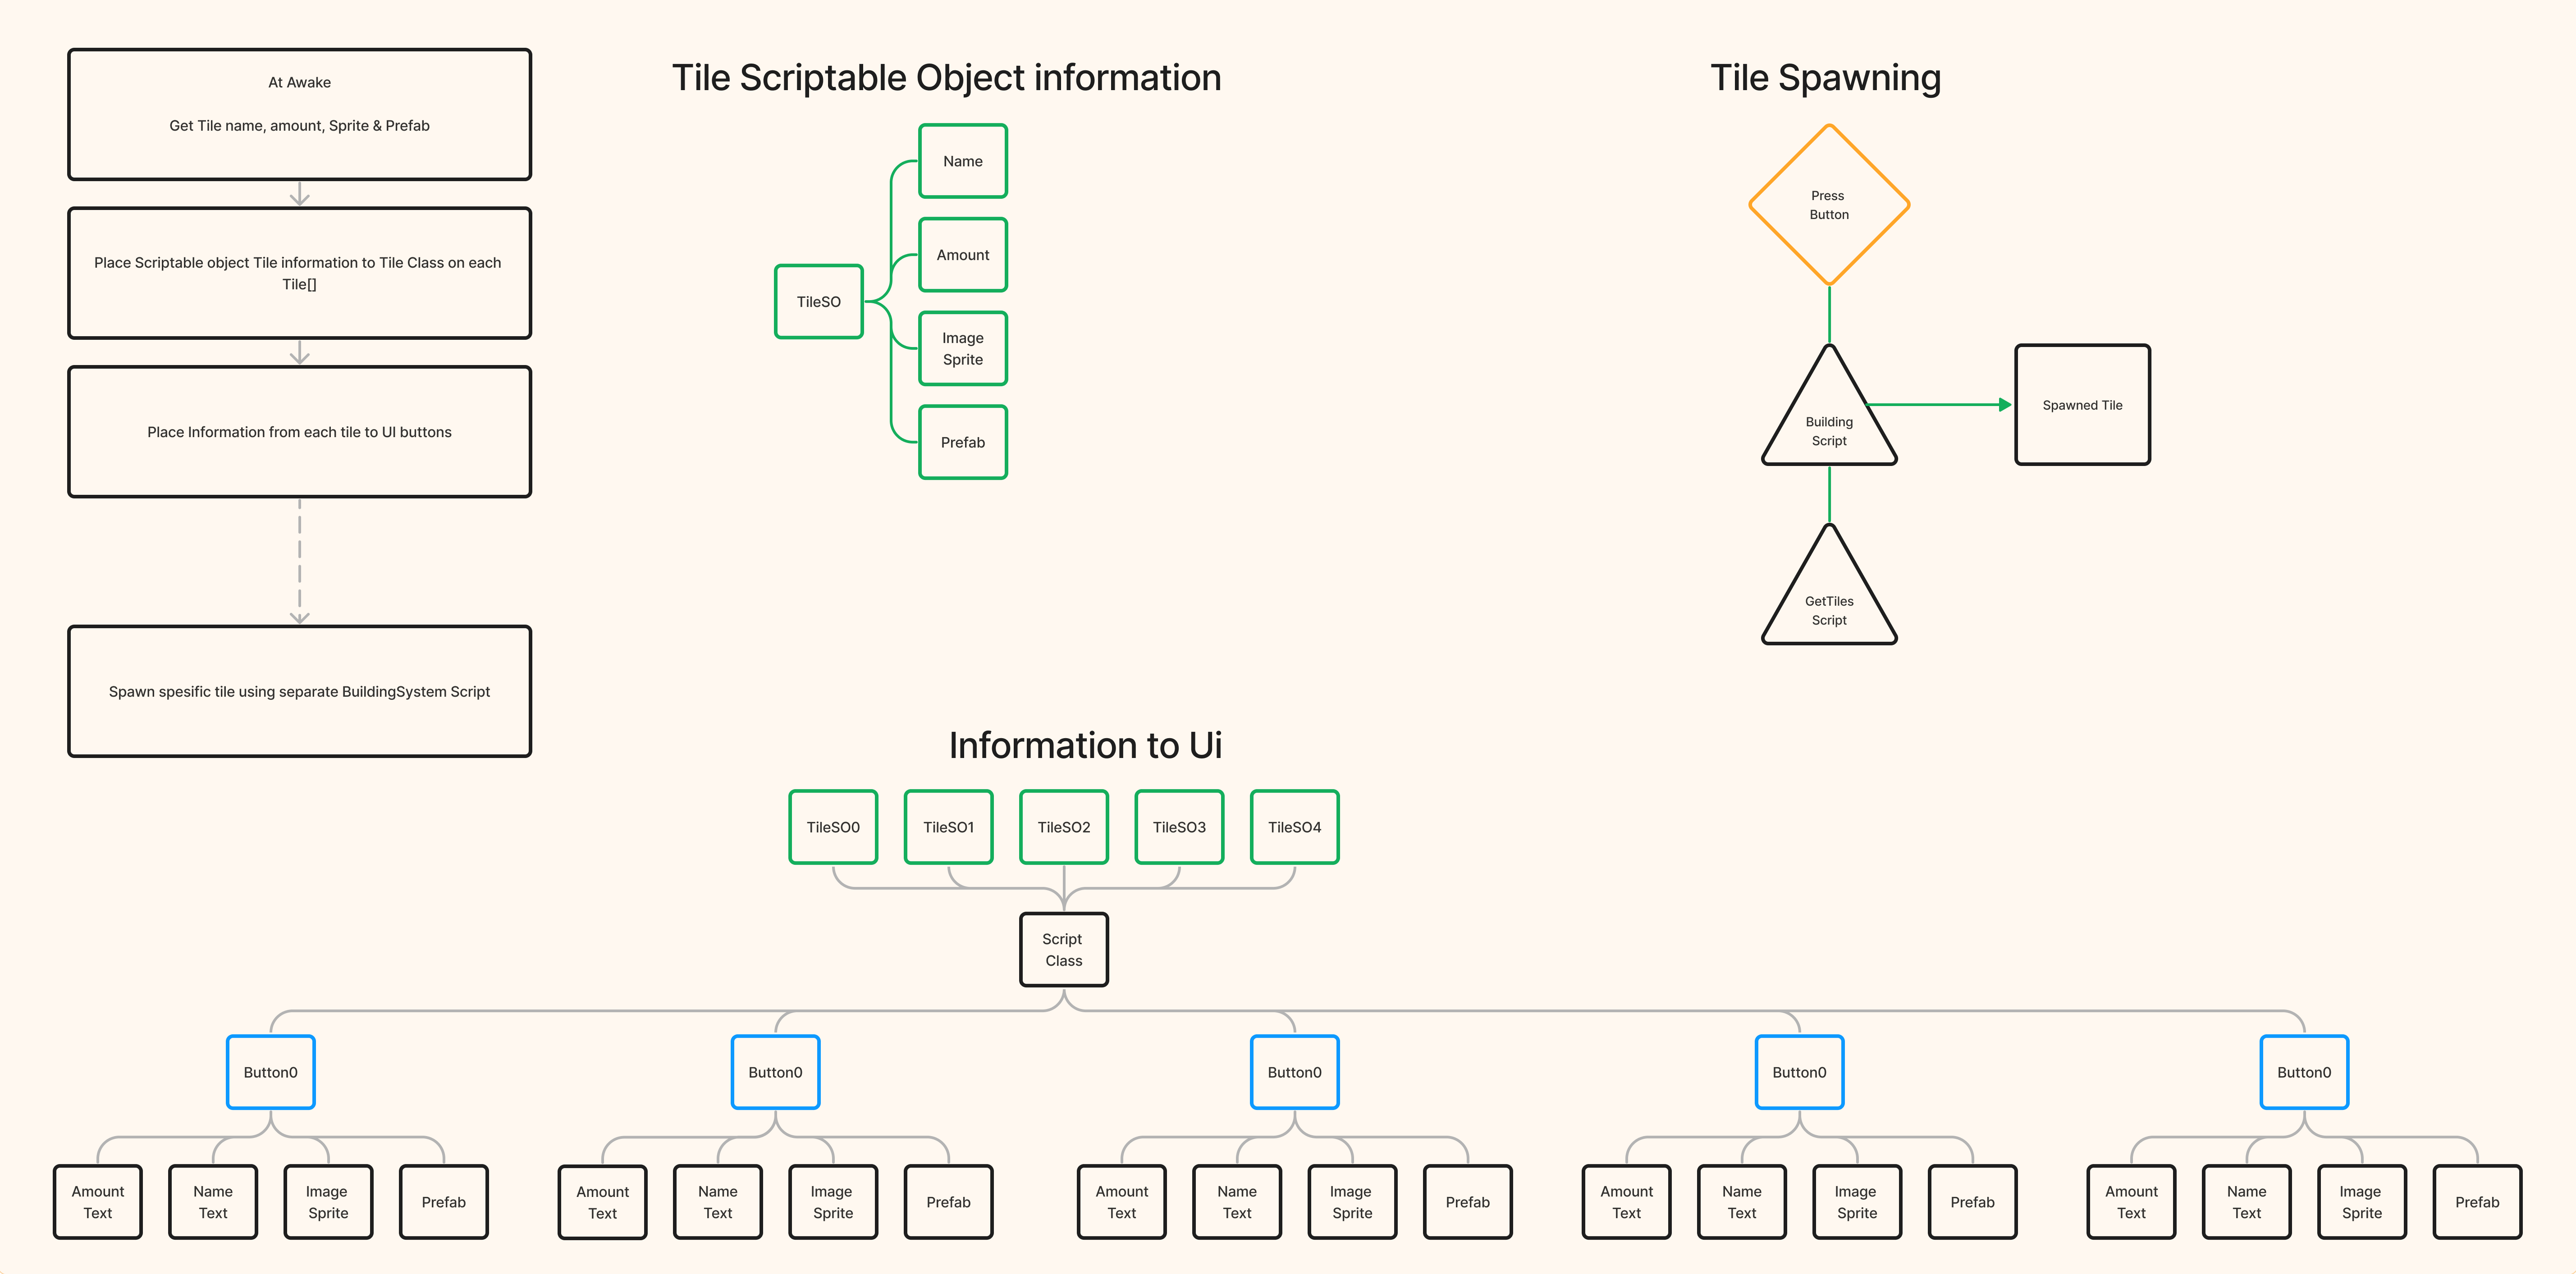 At Awake
Get Tile name, amount, Sprite & Prefab
Place Scriptable object Tile information to Tile Class on each
Tile[]
Place Information from each tile to UI buttons
Spawn spesific tile using separate BuildingSystem Script
Tile Scriptable Object information
TileSO
Name
Amount
Image
Sprite
Prefab
Tile Spawning
Press
Button
Building
Script
Spawned Tile
GetTiles
Script
Information to Ui
TileSO0
TileSO1
TileSO2
TileSO3
TileSO4
Script
Class
Button0
Button0
Button0
Button0
Button0
Amount
Text
Name
Text
Image
Sprite
Prefab
Amount
Text
Name
Text
Image
Sprite
Prefab
Amount
Text
Name
Text
Image
Sprite
Prefab
Amount
Text
Name
Text
Image
Sprite
Prefab
Amount
Text
Name
Text
Image
Sprite
Prefab